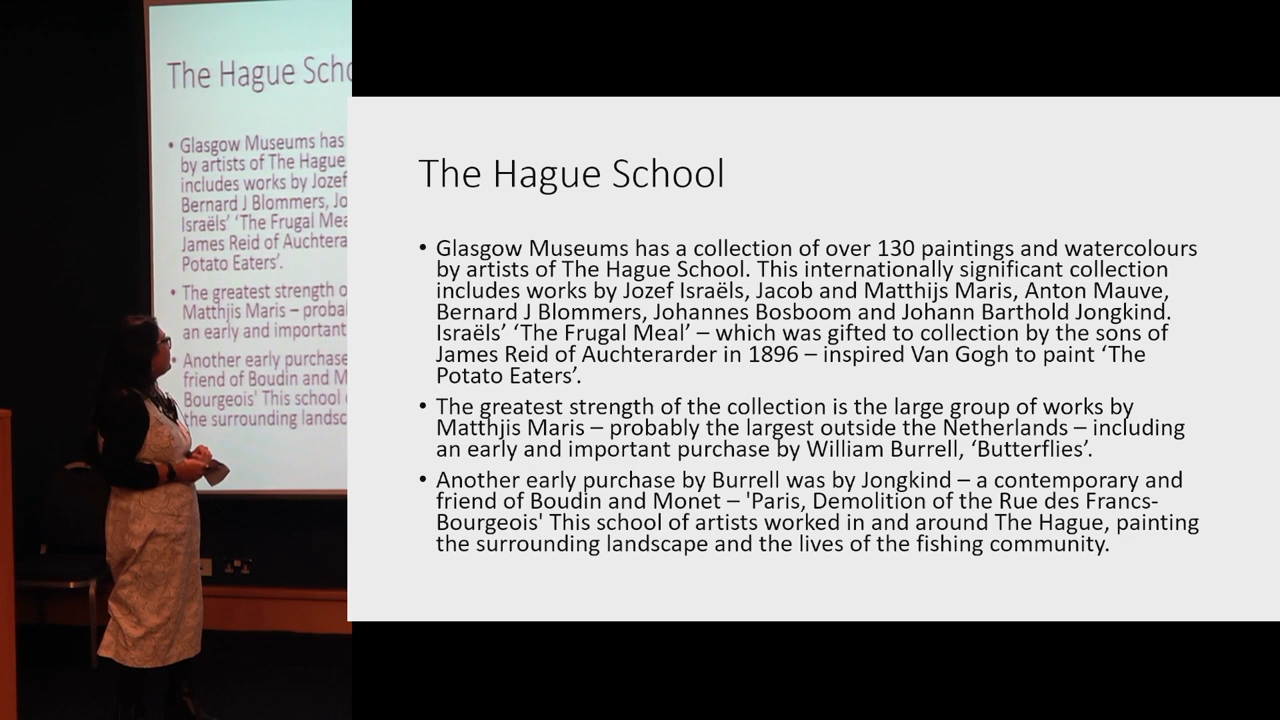 The Hague Scho
• Glasgow Museums has
by artists of The Hague
includes works by Jozef
Bernard J Blommers, Jo
Israëls' 'The Frugal Mea
James Reid of Auchtera
Potato Eaters'.
• The greatest strength o
Matthjis Maris – probal
an early and important
• Another early purchase
friend of Boudin and M
Bourgeois' This school
the surrounding landsc
The Hague School
• Glasgow Museums has a collection of over 130 paintings and watercolours
by artists of The Hague School. This internationally significant collection
includes works by Jozef Israëls, Jacob and Matthijs Maris, Anton Mauve,
Bernard J Blommers, Johannes Bosboom and Johann Barthold Jongkind.
Israëls' 'The Frugal Meal' – which was gifted to collection by the sons of
James Reid of Auchterarder in 1896 – inspired Van Gogh to paint 'The
Potato Eaters'.
• The greatest strength of the collection is the large group of works by
Matthjis Maris – probably the largest outside the Netherlands – including
an early and important purchase by William Burrell, 'Butterflies'.
• Another early purchase by Burrell was by Jongkind – a contemporary and
friend of Boudin and Monet – 'Paris, Demolition of the Rue des Francs-
Bourgeois' This school of artists worked in and around The Hague, painting
the surrounding landscape and the lives of the fishing community.